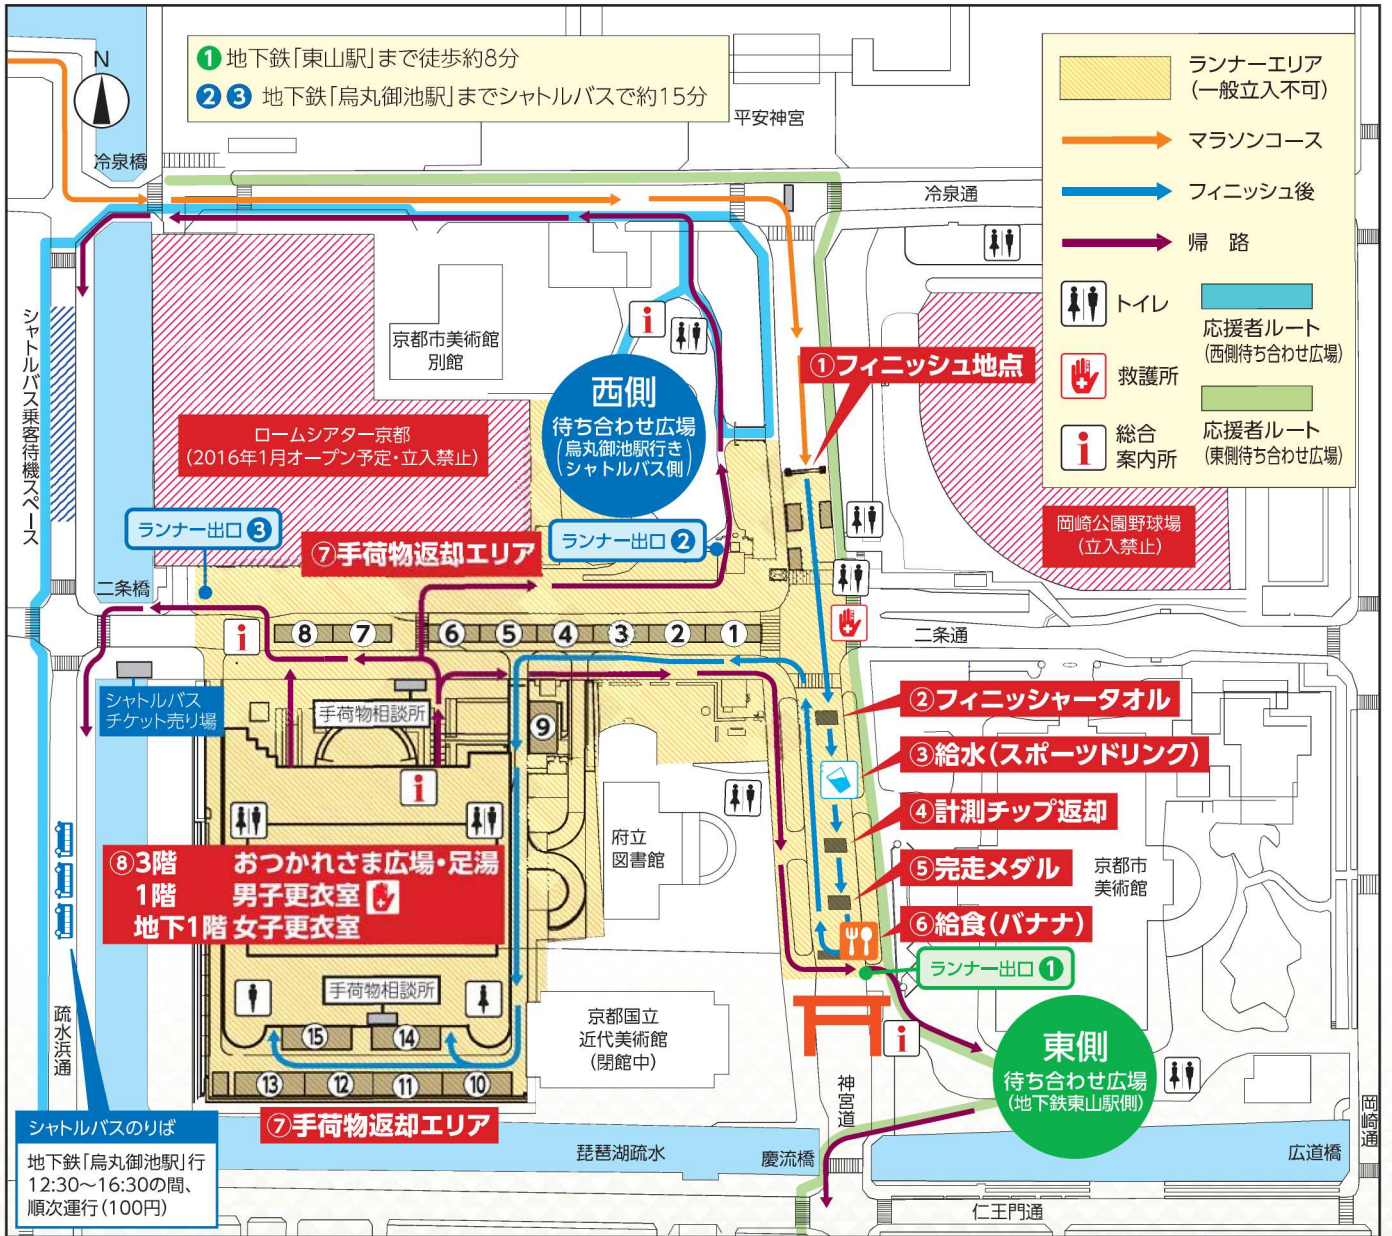 ❶地下鉄「東山駅」まで徒歩約8分
❷❸ 地下鉄「烏丸御池駅」までシャトルバスで約15分
N
冷泉橋
平安神宮
冷泉通
ランナーエリア
(一般立入不可)
マラソンコース
フィニッシュ後
帰 路
トイレ
応援者ルート
(西側待ち合わせ広場)
救護所
応援者ルート
(東側待ち合わせ広場)
i
総合
案内所
シャトルバス乗客待機スペース
京都市美術館
別館
i
①フィニッシュ地点
西側
待ち合わせ広場
(烏丸御池駅行き
シャトルバス側)
ロームシアター京都
(2016年1月オープン予定・立入禁止)
岡崎公園野球場
(立入禁止)
ランナー出口❸
⑦手荷物返却エリア
ランナー出口❷
二条橋
二条通
i
⑧
⑦
⑥
⑤
④
③
②
①
シャトルバス
チケット売り場
手荷物相談所
⑨
i
②フィニッシャータオル
③給水(スポーツドリンク)
④計測チップ返却
⑤完走メダル
⑥給食(バナナ)
府立
図書館
京都市
美術館
⑧3階 おつかれさま広場・足湯
1階 男子更衣室
地下1階 女子更衣室
ランナー出口❶
手荷物相談所
⑮
⑭
⑬
⑫
⑪
⑩
⑦手荷物返却エリア
京都国立
近代美術館
(閉館中)
i
東側
待ち合わせ広場
(地下鉄東山駅側)
疏水浜通
神宮道
岡崎通
シャトルバスのりば
地下鉄「烏丸御池駅」行
12:30～16:30の間、
順次運行(100円)
琵琶湖疏水
慶流橋
広道橋
仁王門通